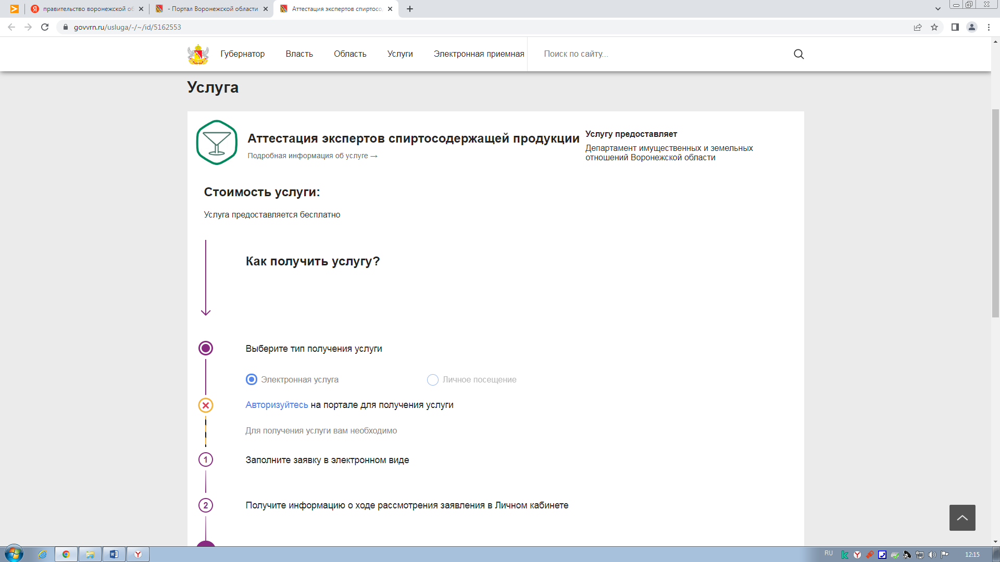 правительство воронежской об
- Портал Воронежской области
Аттестация экспертов спиртосо
govvrn.ru/usluga/-/~/id/5162553
Губернатор
Власть
Область
Услуги
Электронная приемная
Поиск по сайту...
Услуга
Аттестация экспертов спиртосодержащей продукции
Подробная информация об услуге →
Услугу предоставляет
Департамент имущественных и земельных
отношений Воронежской области
Стоимость услуги:
Услуга предоставляется бесплатно
Как получить услугу?
Выберите тип получения услуги
Электронная услуга
Личное посещение
Авторизуйтесь на портале для получения услуги
Для получения услуги вам необходимо
1
Заполните заявку в электронном виде
2
Получите информацию о ходе рассмотрения заявления в Личном кабинете
RU
12:15